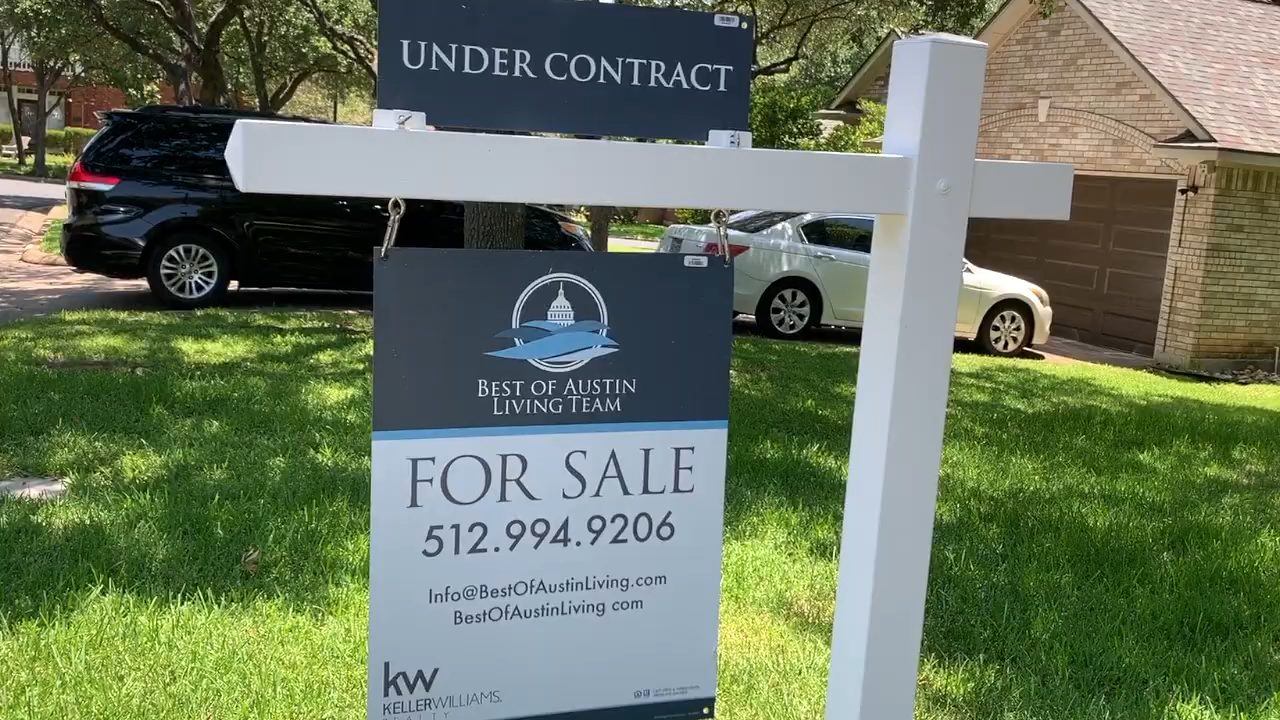 UNDER CONTRACT
BEST OF AUSTIN
LIVING TEAM
FOR SALE
512.994.9206
Info@BestOfAustinLiving.com
BestOfAustinLiving com
kw
KELLERWILLIAMS.
REALTY